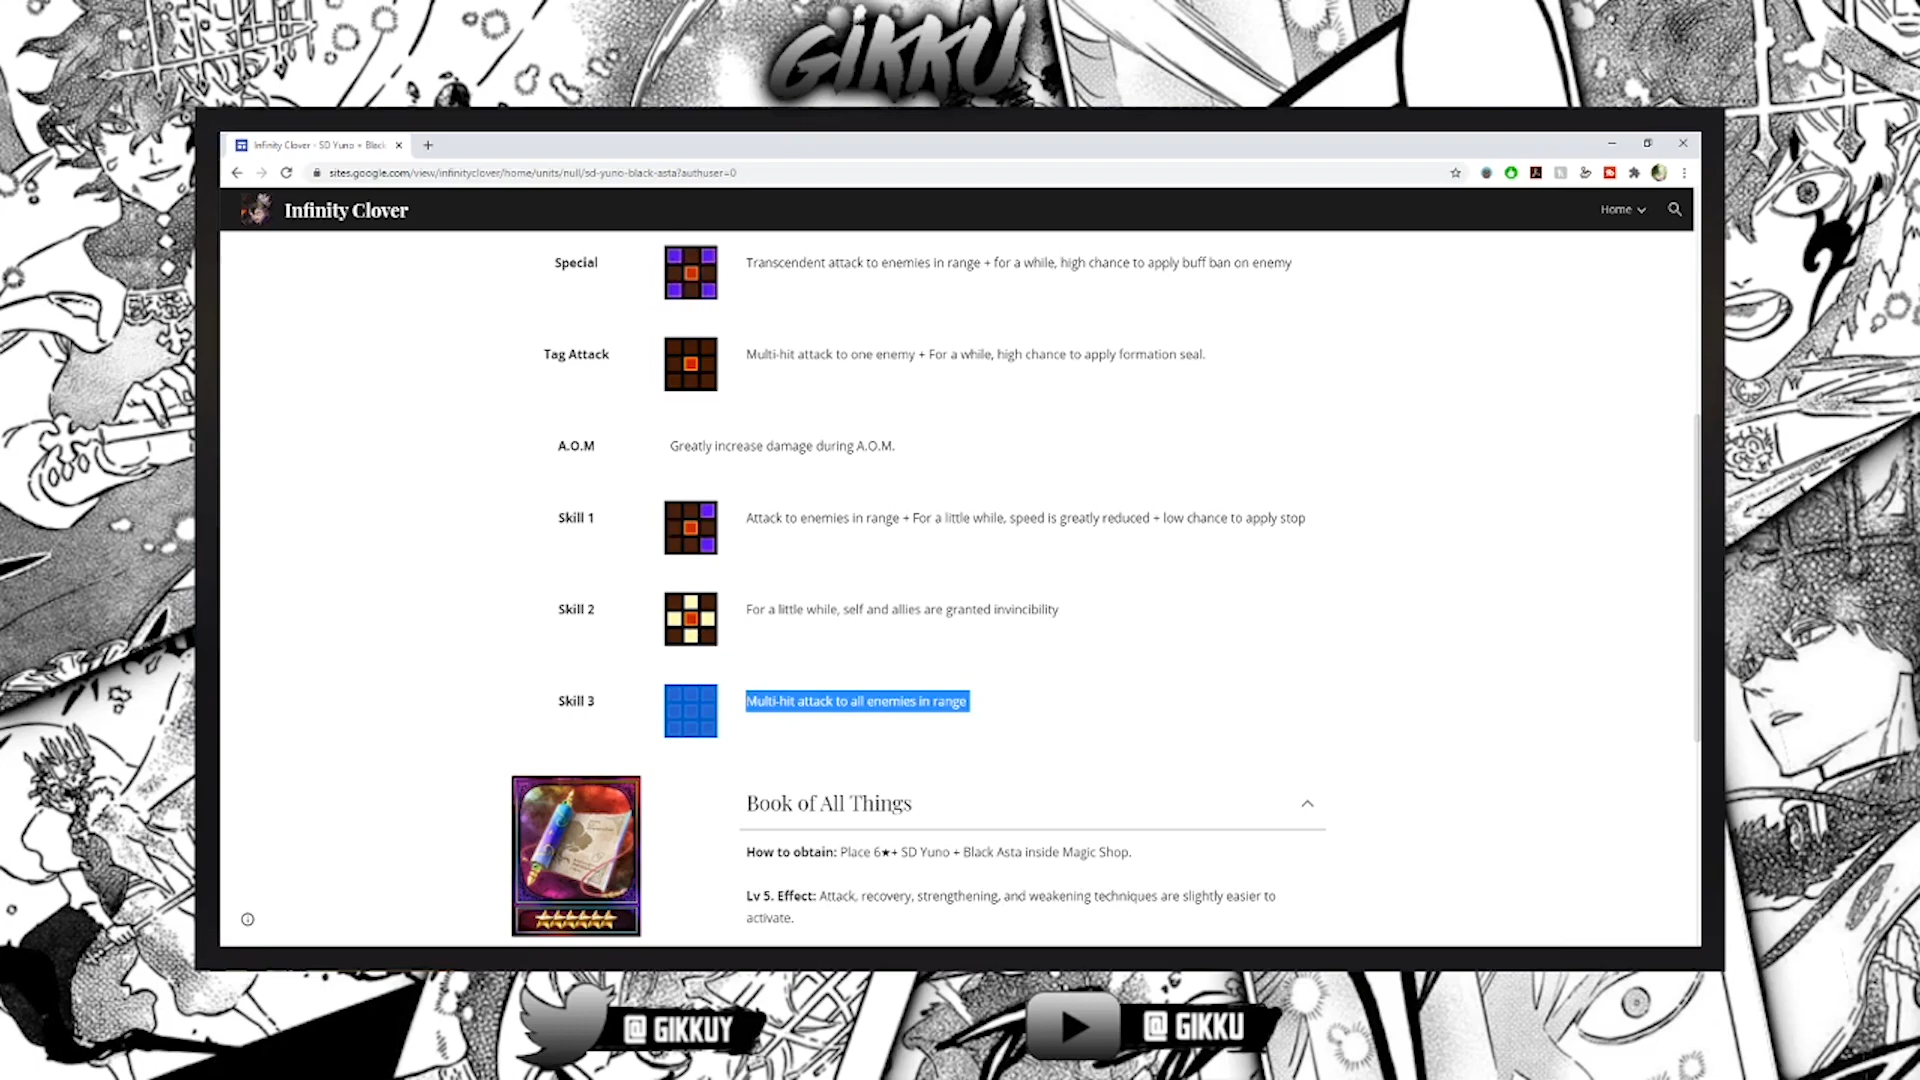 GIKKU
Infinity Clover - SD Yuno + Black
sites.google.com/view/infinityclover/home/units/null/sd-yuno-black-asta?authuser=0
Infinity Clover
Home
Special
Transcendent attack to enemies in range + for a while, high chance to apply buff ban on enemy
Tag Attack
Multi-hit attack to one enemy + For a while, high chance to apply formation seal.
A.O.M
Greatly increase damage during A.O.M.
Skill 1
Attack to enemies in range + For a little while, speed is greatly reduced + low chance to apply stop
Skill 2
For a little while, self and allies are granted invincibility
Skill 3
Multi-hit attack to all enemies in range
Book of All Things
How to obtain: Place 6★+ SD Yuno + Black Asta inside Magic Shop.
Lv 5. Effect: Attack, recovery, strengthening, and weakening techniques are slightly easier to
activate.
@ GIKKUY
@ GIKKU